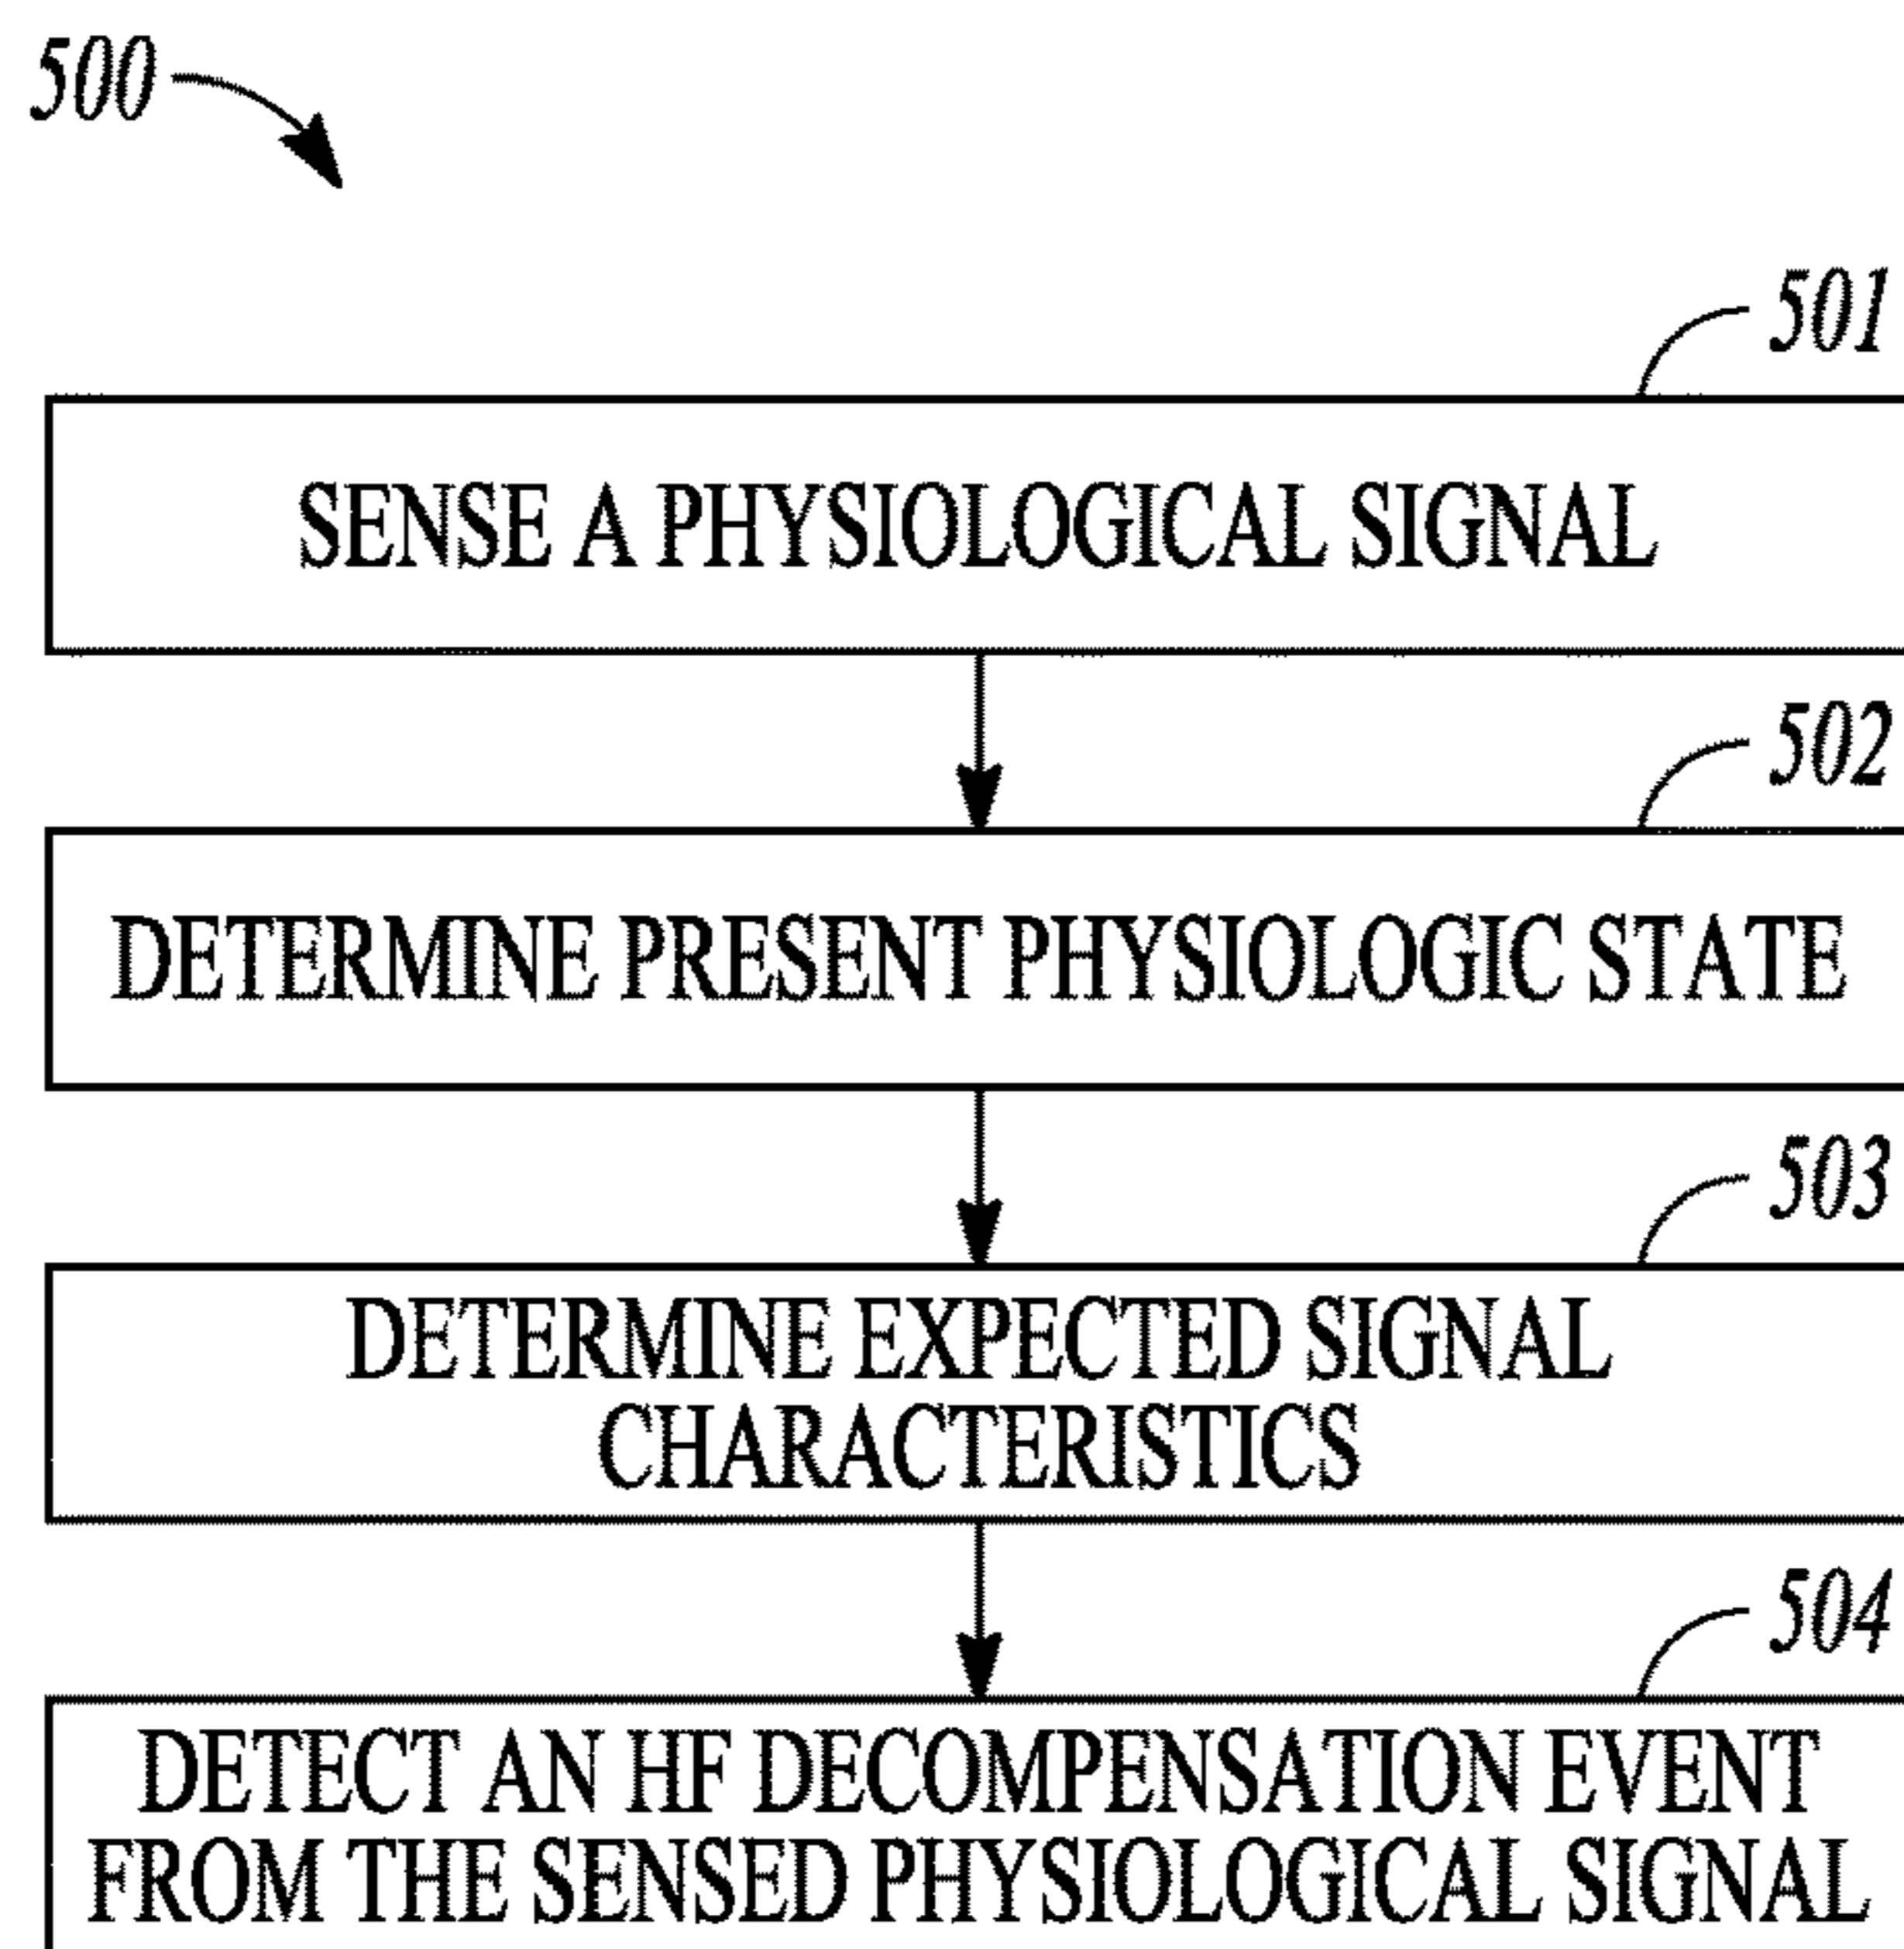 500
501
SENSE A PHYSIOLOGICAL SIGNAL
502
DETERMINE PRESENT PHYSIOLOGIC STATE
503
DETERMINE EXPECTED SIGNAL
CHARACTERISTICS
504
DETECT AN HF DECOMPENSATION EVENT
FROM THE SENSED PHYSIOLOGICAL SIGNAL